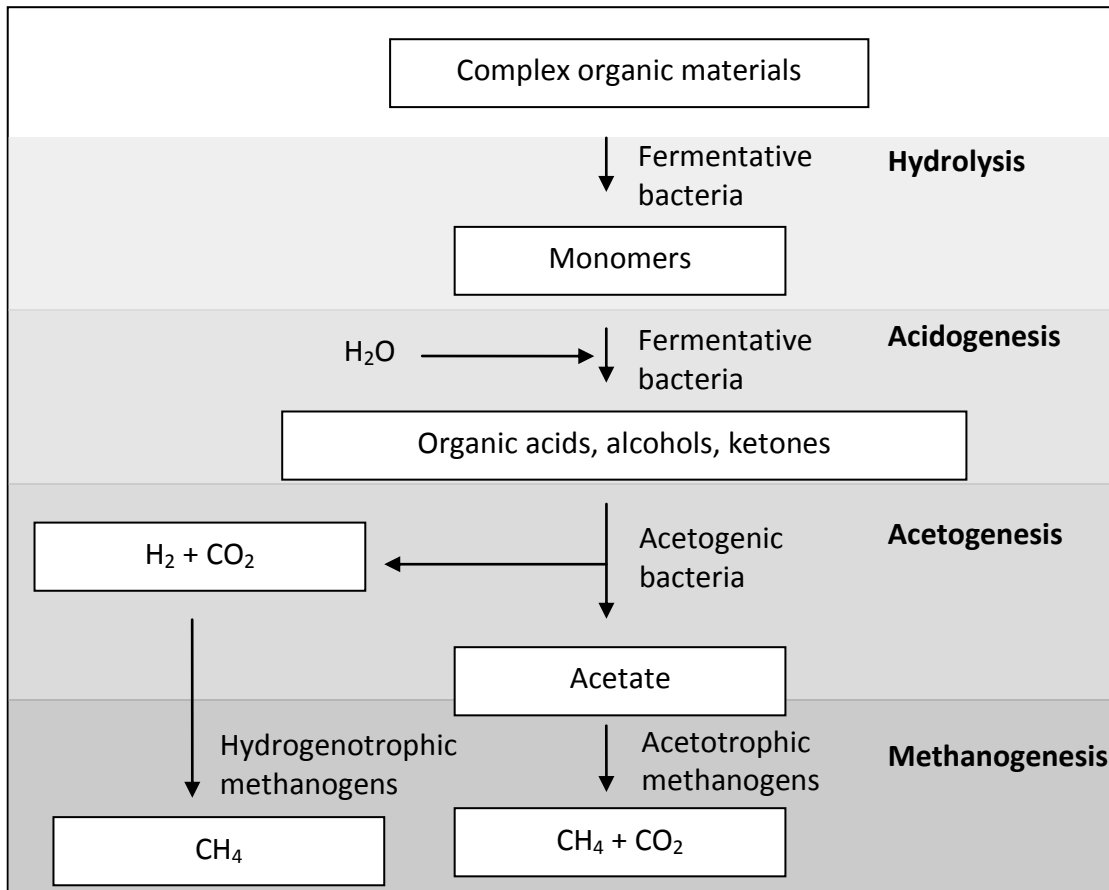 Complex organic materials
Fermentative
bacteria
Hydrolysis
Monomers
H₂O
Fermentative
bacteria
Acidogenesis
Organic acids, alcohols, ketones
H₂ + CO₂
Acetogenic
bacteria
Acetogenesis
Acetate
Hydrogenotrophic
methanogens
Acetotrophic
methanogens
Methanogenesis
CH₄
CH₄ + CO₂